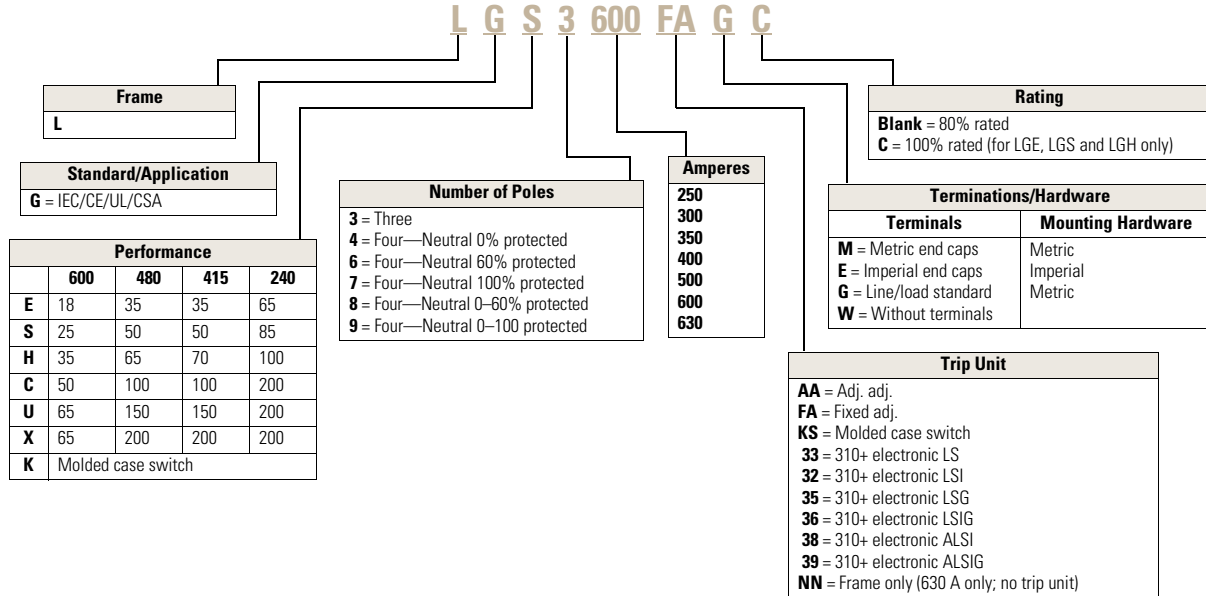 L G S 3 600 FA G C
Frame
L
Standard/Application
G = IEC/CE/UL/CSA
Performance
600 480 415 240
E 18 35 35 65
S 25 50 50 85
H 35 65 70 100
C 50 100 100 200
U 65 150 150 200
X 65 200 200 200
K Molded case switch
Number of Poles
3 = Three
4 = Four—Neutral 0% protected
6 = Four—Neutral 60% protected
7 = Four—Neutral 100% protected
8 = Four—Neutral 0–60% protected
9 = Four—Neutral 0–100 protected
Amperes
250
300
350
400
500
600
630
Rating
Blank = 80% rated
C = 100% rated (for LGE, LGS and LGH only)
Terminations/Hardware
Terminals Mounting Hardware
M = Metric end caps Metric
E = Imperial end caps Imperial
G = Line/load standard Metric
W = Without terminals
Trip Unit
AA = Adj. adj.
FA = Fixed adj.
KS = Molded case switch
33 = 310+ electronic LS
32 = 310+ electronic LSI
35 = 310+ electronic LSG
36 = 310+ electronic LSIG
38 = 310+ electronic ALSI
39 = 310+ electronic ALSIG
NN = Frame only (630 A only; no trip unit)